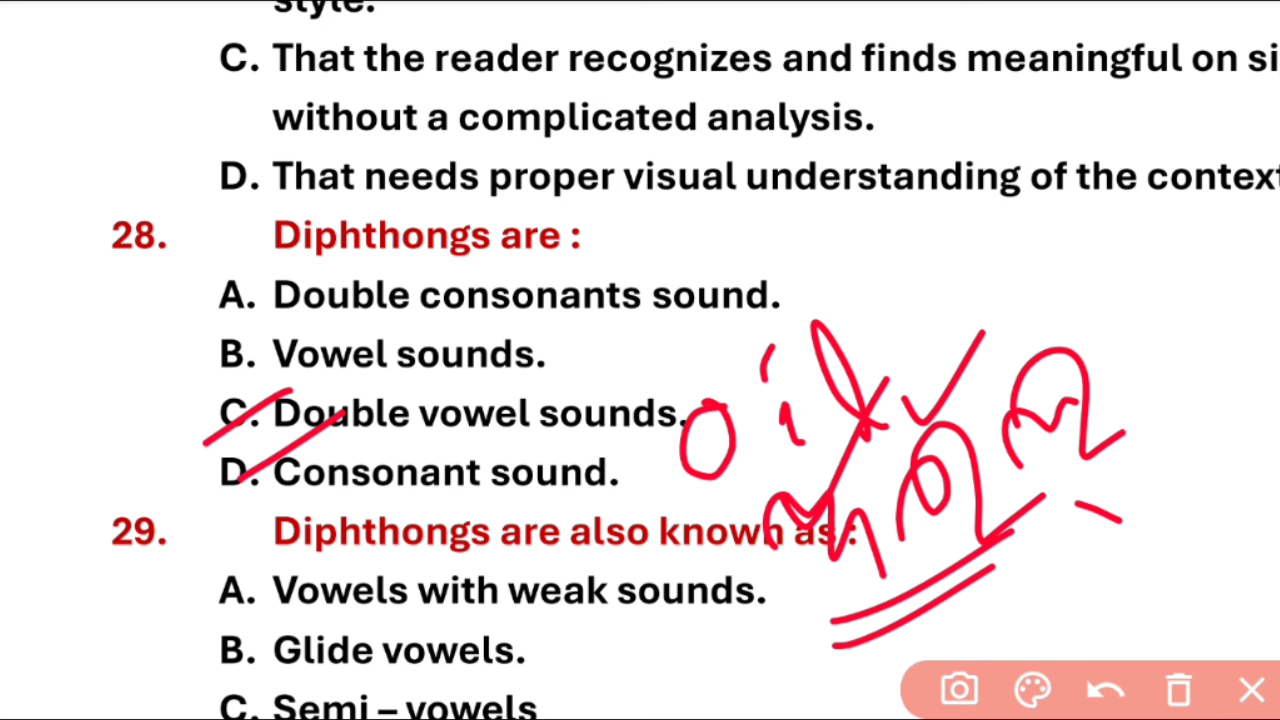 style.
C. That the reader recognizes and finds meaningful on si
without a complicated analysis.
D. That needs proper visual understanding of the context
28. Diphthongs are :
A. Double consonants sound.
B. Vowel sounds.
C. Double vowel sounds.
D. Consonant sound.
oil
29. Diphthongs are also known as :
A. Vowels with weak sounds.
B. Glide vowels.
C. Semi – vowels